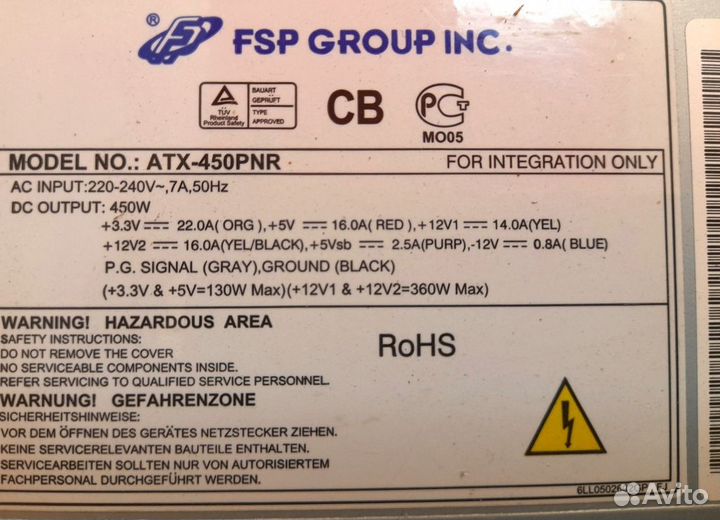 ® FSP GROUP INC.
TÜV Rheinland Product Safety
BAUART GEPRÜFT
TYPE APPROVED
CB
PCT
MO05
MODEL NO.: ATX-450PNR FOR INTEGRATION ONLY
AC INPUT:220-240V~,7A,50Hz
DC OUTPUT: 450W
+3.3V⎓ 22.0A( ORG ),+5V ⎓ 16.0A( RED ),+12V1 ⎓ 14.0A(YEL)
+12V2 ⎓ 16.0A(YEL/BLACK),+5Vsb ⎓ 2.5A(PURP),-12V ⎓ 0.8A( BLUE)
P.G. SIGNAL (GRAY),GROUND (BLACK)
(+3.3V & +5V=130W Max)(+12V1 & +12V2=360W Max)
WARNING! HAZARDOUS AREA
SAFETY INSTRUCTIONS:
DO NOT REMOVE THE COVER
NO SERVICEABLE COMPONENTS INSIDE.
REFER SERVICING TO QUALIFIED SERVICE PERSONNEL.
RoHS
WARNUNG! GEFAHRENZONE
SICHERHEITSHINWEISE:
VOR DEM ÖFFNEN DES GERÄTES NETZSTECKER ZIEHEN.
KEINE SERVICERELEVANTEN BAUTEILE ENTHALTEN.
SERVICEARBEITEN SOLLTEN NUR VON AUTORISIERTEM
FACHPERSONAL DURCHGEFÜHRT WERDEN.
Avito